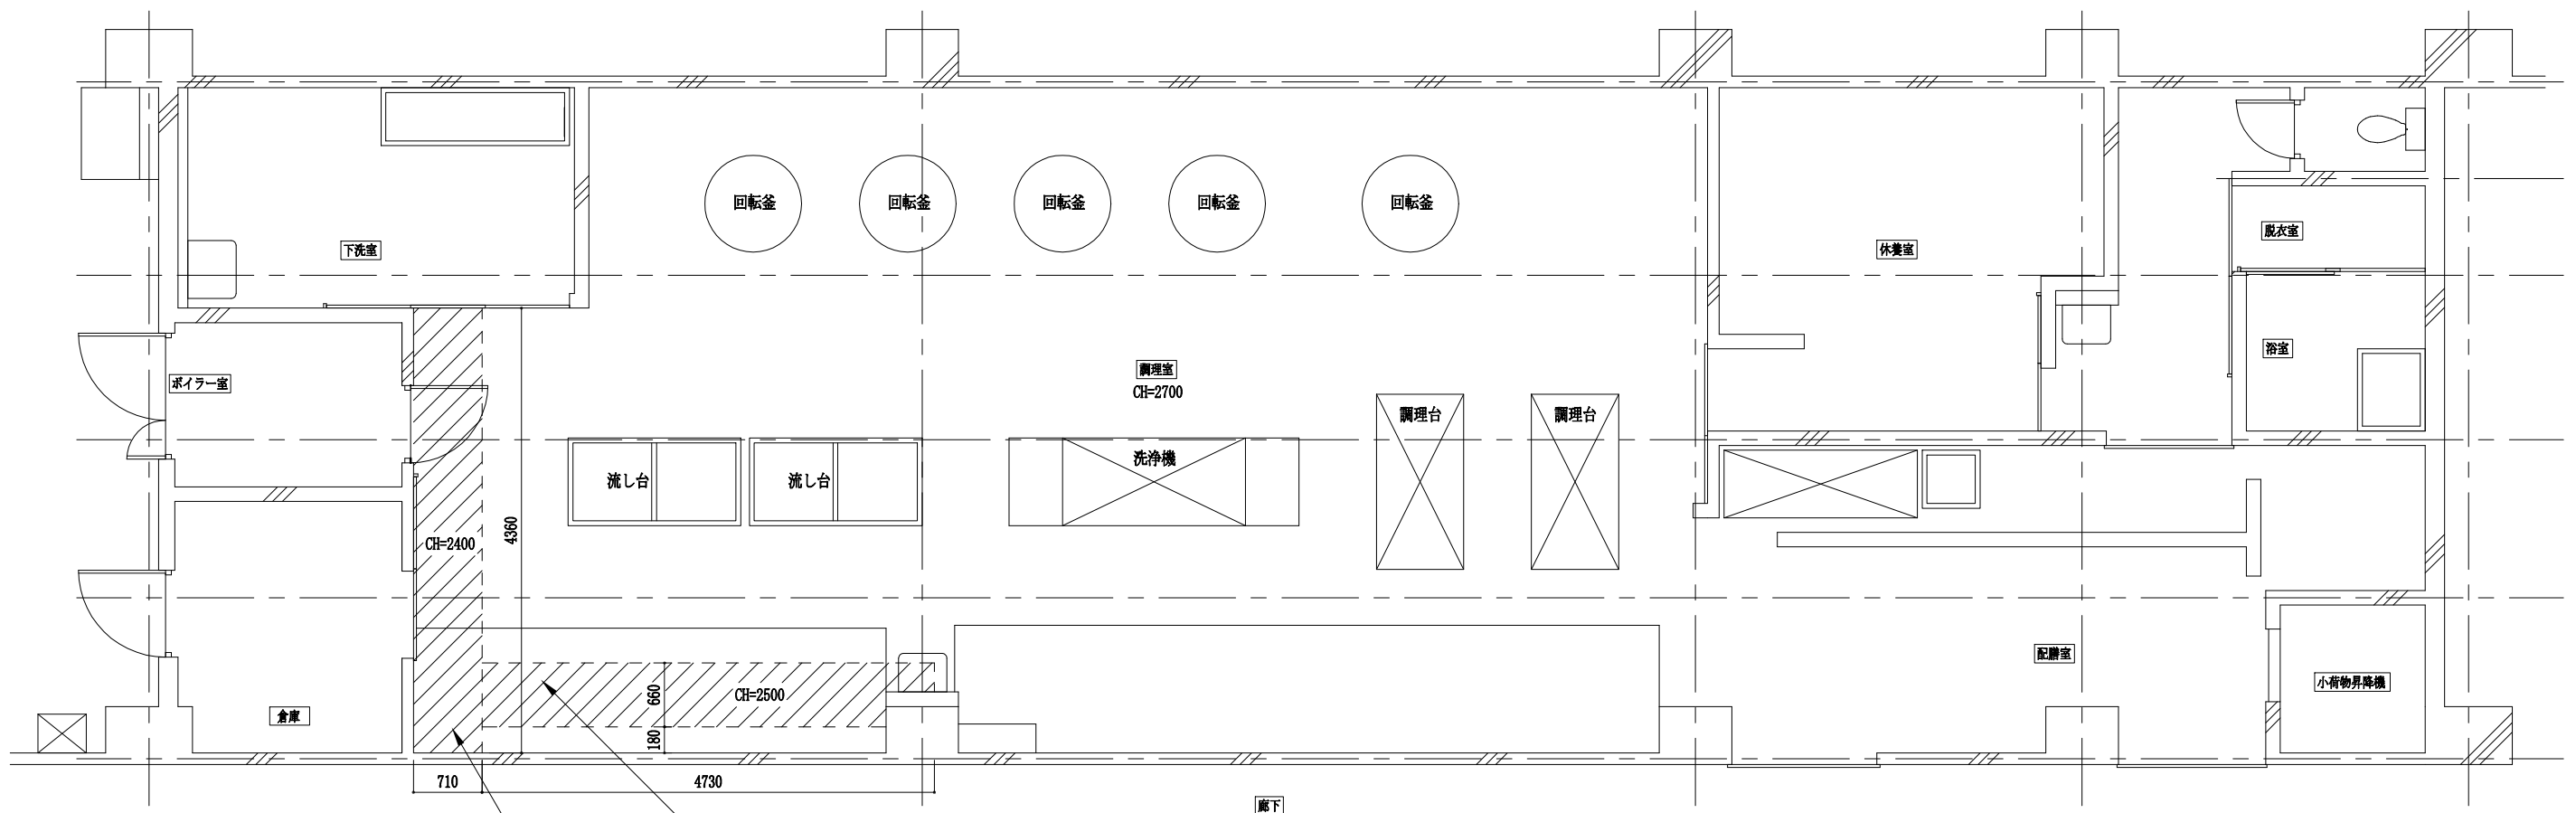 回転釜
回転釜
回転釜
回転釜
回転釜
下洗室
休養室
脱衣室
浴室
ボイラー室
調理室
CH=2700
調理台
調理台
洗浄機
流し台
流し台
4360
CH=2400
配膳室
小荷物昇降機
倉庫
660
CH=2500
180
710
4730
廊下